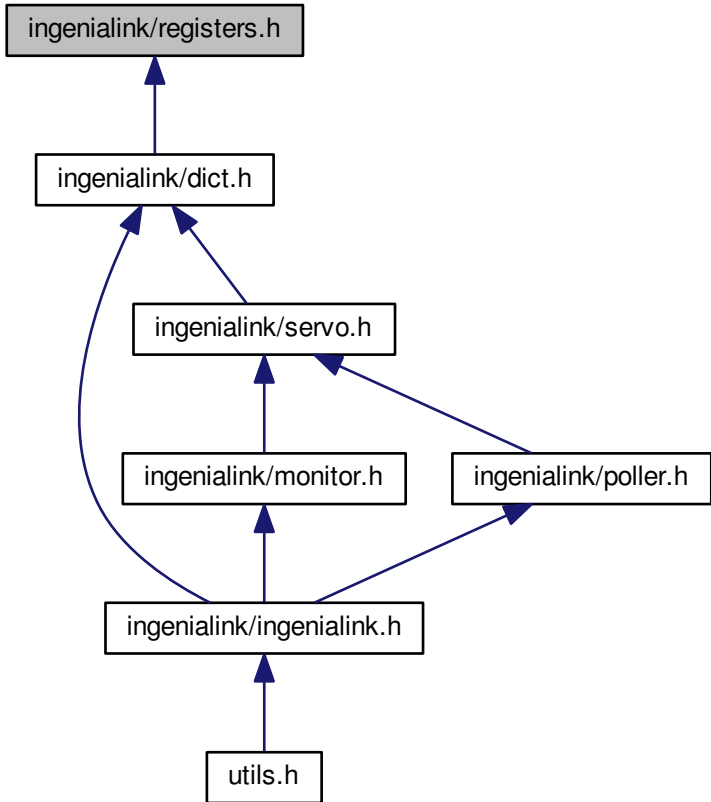 ingenialink/registers.h
ingenialink/dict.h
ingenialink/servo.h
ingenialink/monitor.h
ingenialink/poller.h
ingenialink/ingenialink.h
utils.h